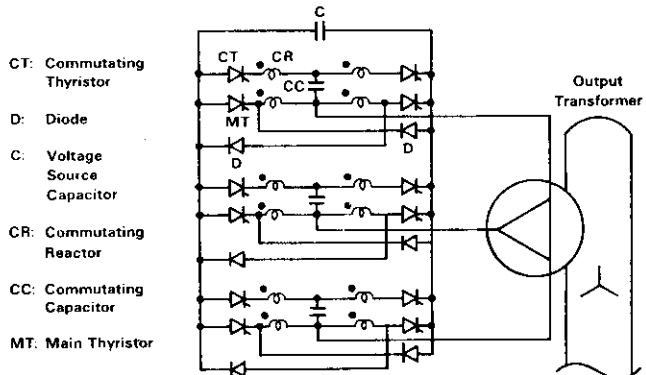 C
CT
CR
CC
MT
D
D
CT: Commutating
Thyristor
D: Diode
C: Voltage
Source
Capacitor
CR: Commutating
Reactor
CC: Commutating
Capacitor
MT: Main Thyristor
Output
Transformer